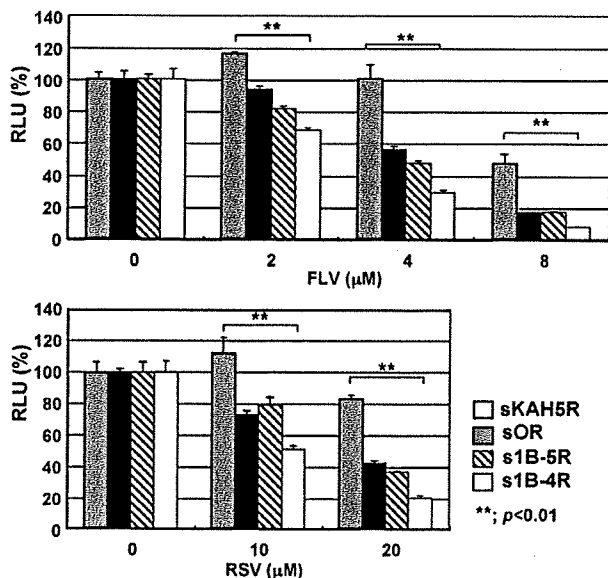 140
120
100
80
60
40
20
0
RLU (%)
**
**
**
0 2 4 8
FLV (µM)
140
120
100
80
60
40
20
0
RLU (%)
**
**
0 10 20
RSV (µM)
sKAH5R
sOR
s1B-5R
s1B-4R
**; p<0.01